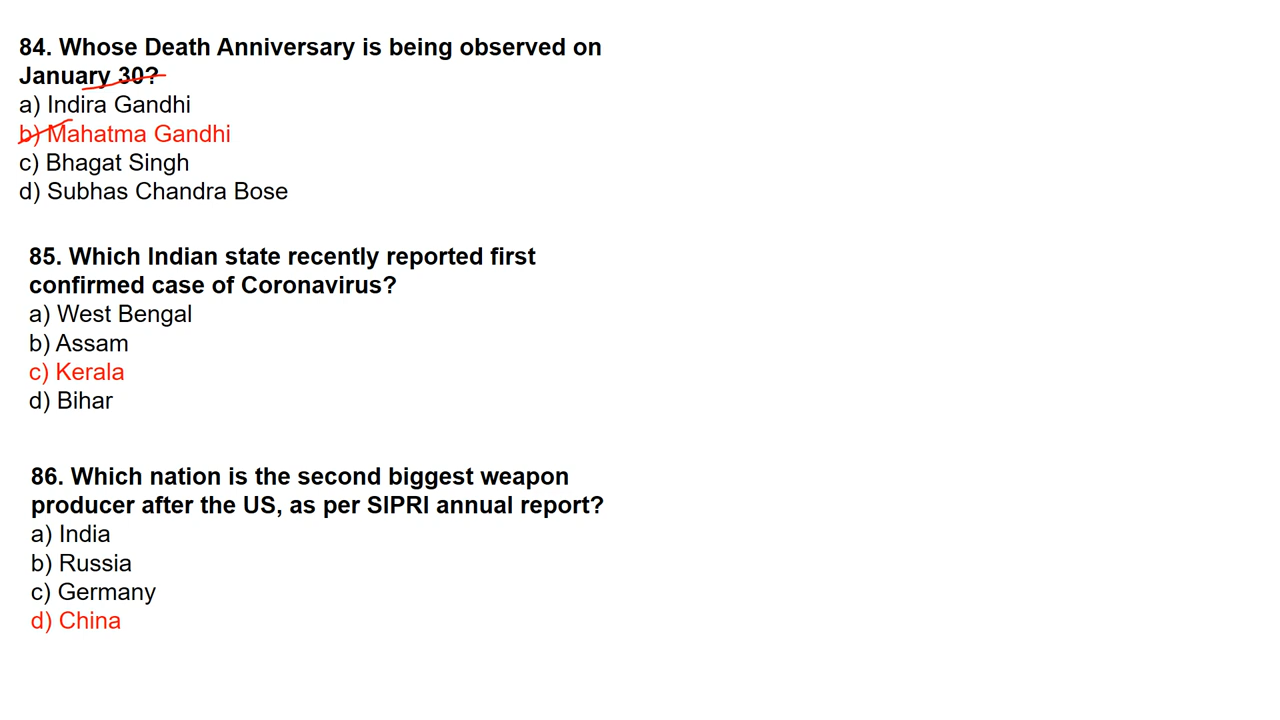 84. Whose Death Anniversary is being observed on
January 30?
a) Indira Gandhi
b) Mahatma Gandhi
c) Bhagat Singh
d) Subhas Chandra Bose
85. Which Indian state recently reported first
confirmed case of Coronavirus?
a) West Bengal
b) Assam
c) Kerala
d) Bihar
86. Which nation is the second biggest weapon
producer after the US, as per SIPRI annual report?
a) India
b) Russia
c) Germany
d) China